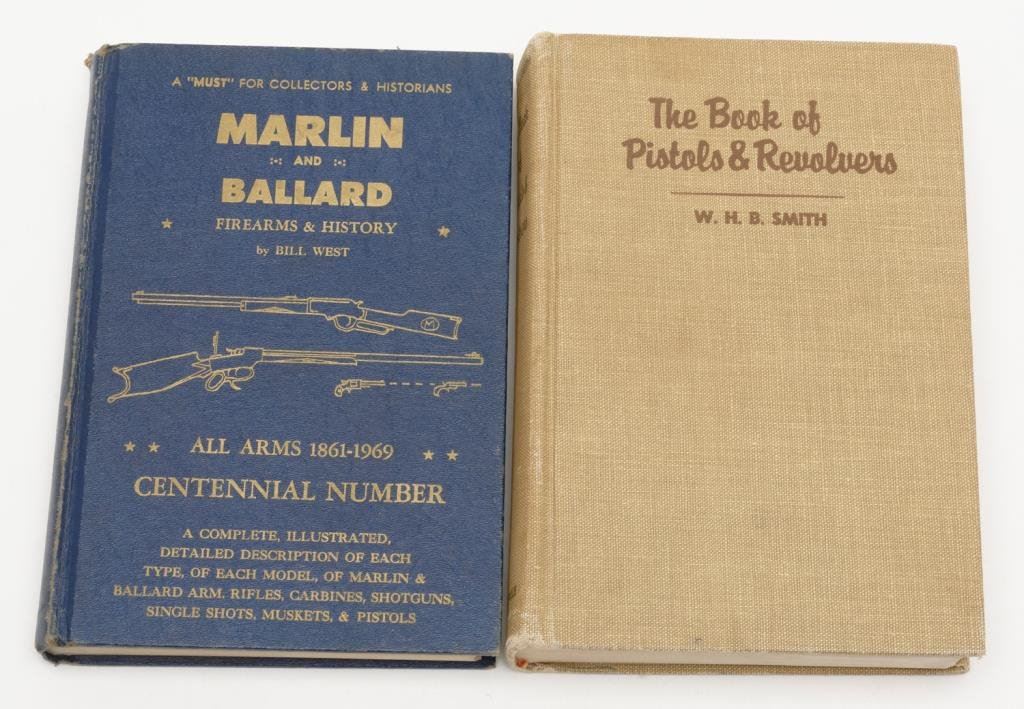 A "MUST" FOR COLLECTORS & HISTORIANS
MARLIN
AND
BALLARD
FIREARMS & HISTORY
by BILL WEST
M
ALL ARMS 1861-1969
CENTENNIAL NUMBER
A COMPLETE, ILLUSTRATED,
DETAILED DESCRIPTION OF EACH
TYPE, OF EACH MODEL, OF MARLIN &
BALLARD ARM. RIFLES, CARBINES, SHOTGUNS,
SINGLE SHOTS, MUSKETS, & PISTOLS
The Book of
Pistols & Revolvers
W. H. B. SMITH